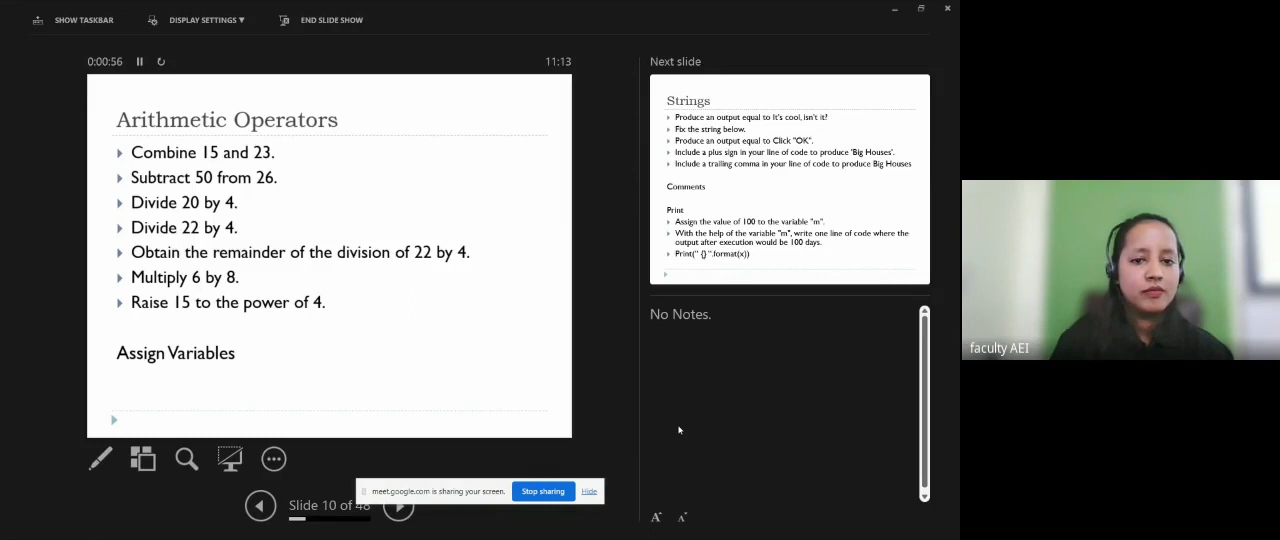 SHOW TASKBAR
DISPLAY SETTINGS ▼
END SLIDE SHOW
0:00:56
11:13
Arithmetic Operators
Combine 15 and 23.
Subtract 50 from 26.
Divide 20 by 4.
Divide 22 by 4.
Obtain the remainder of the division of 22 by 4.
Multiply 6 by 8.
Raise 15 to the power of 4.
Assign Variables
Next slide
Strings
Produce an output equal to It's cool, isn't it?
Fix the string below.
Produce an output equal to Click "OK".
Include a plus sign in your line of code to produce 'Big Houses'.
Include a trailing comma in your line of code to produce Big Houses
Comments
Print
Assign the value of 100 to the variable "m".
With the help of the variable "m", write one line of code where the
output after execution would be 100 days.
Print(" {} ".format(x))
No Notes.
meet.google.com is sharing your screen.
Stop sharing
Hide
Slide 10 of 48
A A
faculty AEI